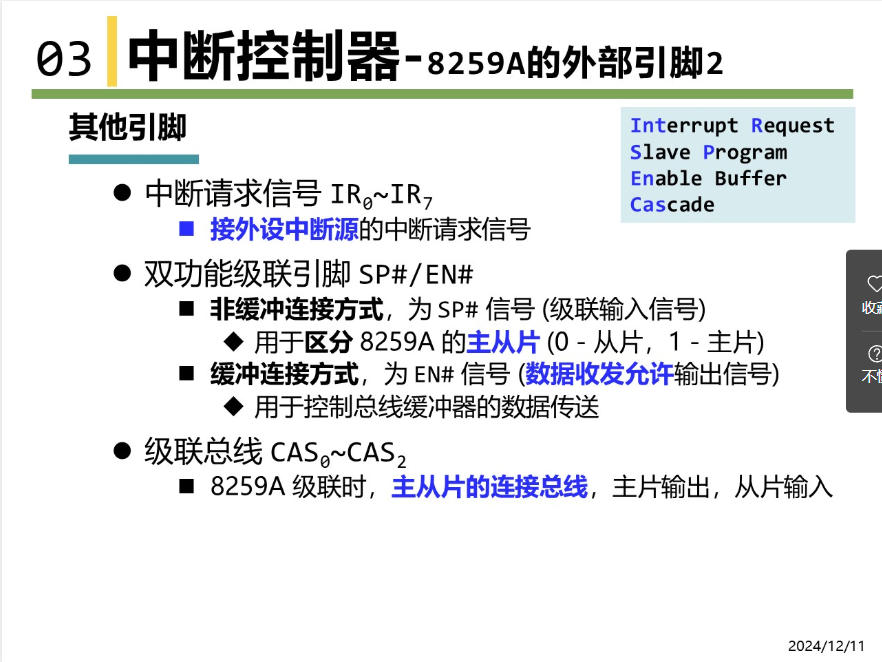 03 中断控制器-8259A的外部引脚2
其他引脚
Interrupt Request
Slave Program
Enable Buffer
Cascade
● 中断请求信号 IR₀~IR₇
■ 接外设中断源的中断请求信号
● 双功能级联引脚 SP#/EN#
■ 非缓冲连接方式，为 SP# 信号 (级联输入信号)
◆ 用于区分 8259A 的主从片 (0 - 从片，1 - 主片)
■ 缓冲连接方式，为 EN# 信号 (数据收发允许输出信号)
◆ 用于控制总线缓冲器的数据传送
● 级联总线 CAS₀~CAS₂
■ 8259A 级联时，主从片的连接总线，主片输出，从片输入
收藏
2024/12/11